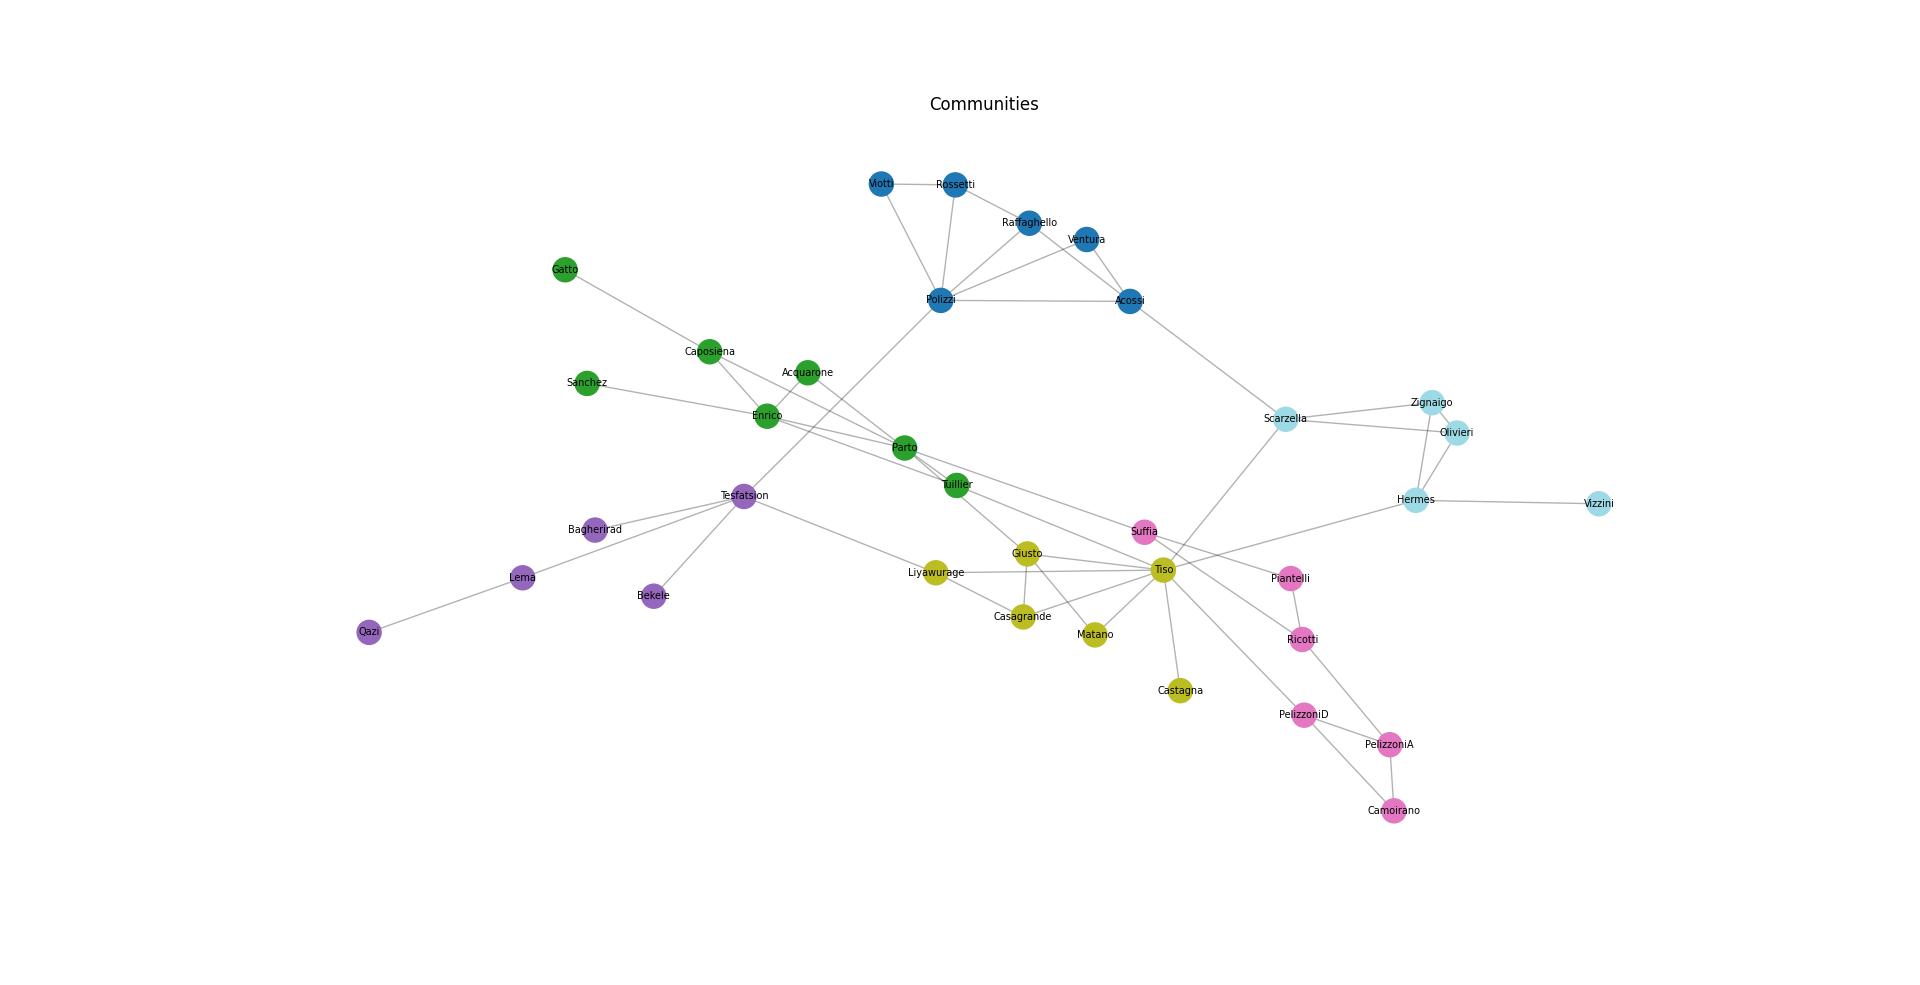 Communities
Viotti
Rossetti
Raffaghello
Ventura
Gatto
Polizzi
Acossi
Caposiena
Acquarone
Sanchez
Enrico
Zignaigo
Scarzella
Olivieri
Parto
Tuillier
Tesfatsion
Hermes
Vizzini
Bagherirad
Suffia
Giusto
Tiso
Liyawurage
Lema
Piantelli
Bekele
Casagrande
Qazi
Matano
Ricotti
Castagna
PelizzoniD
PelizzoniA
Camoirano